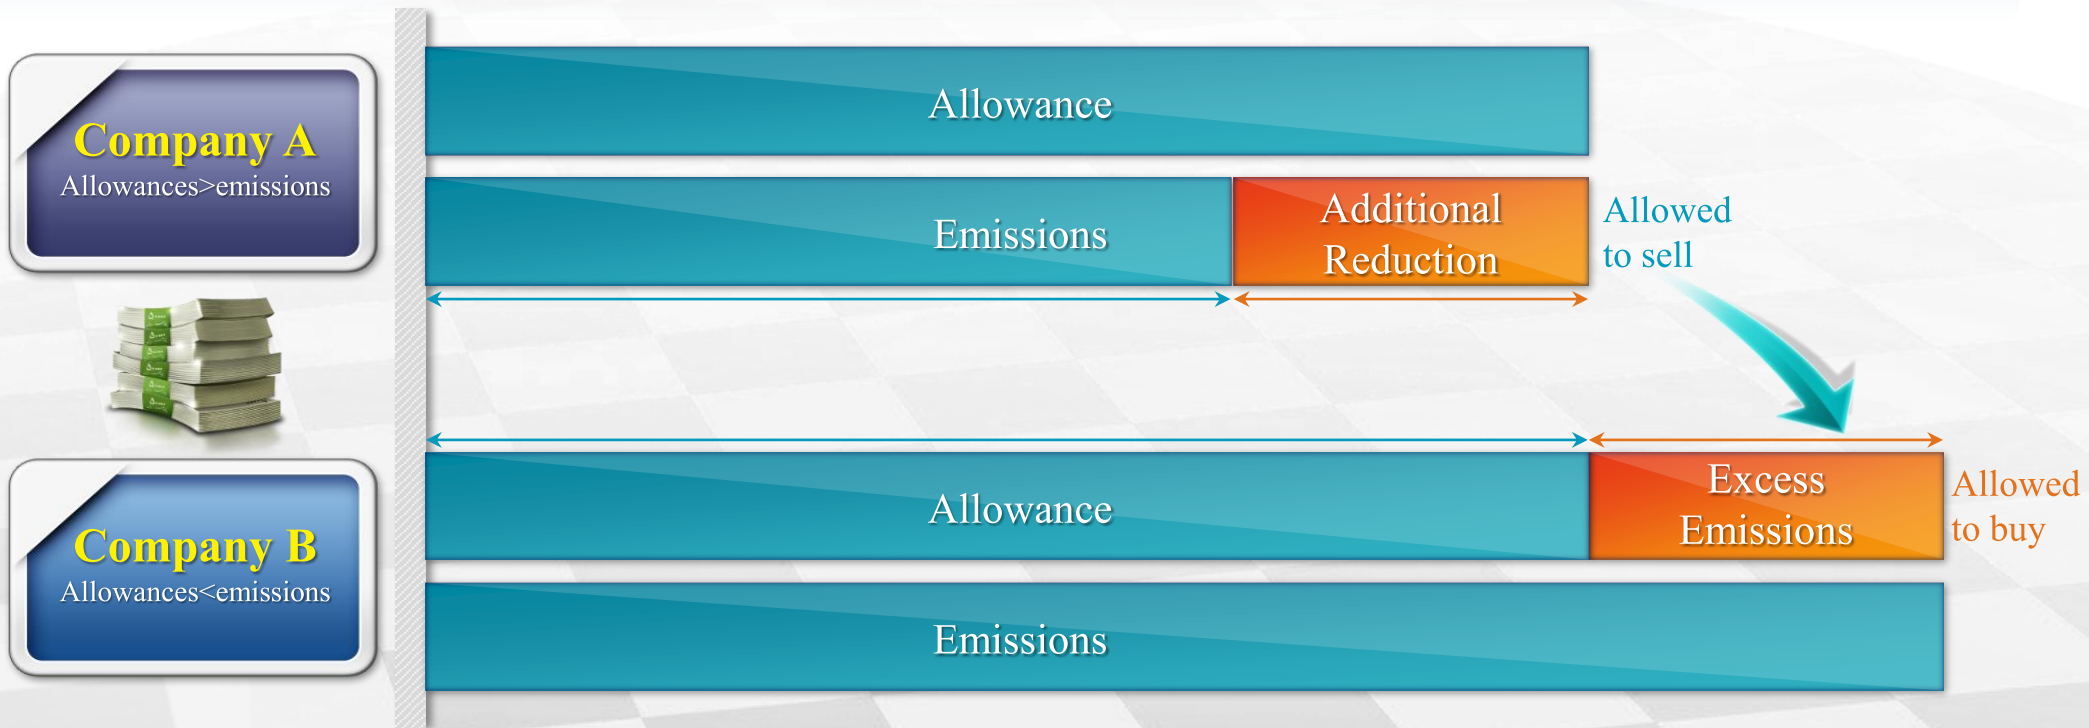 Company A
Allowances>emissions
Allowance
Emissions
Additional
Reduction
Allowed
to sell
Company B
Allowances<emissions
Allowance
Excess
Emissions
Allowed
to buy
Emissions